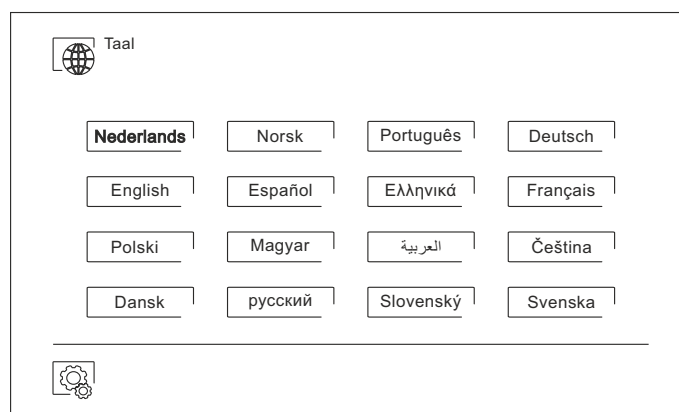 Taal
Nederlands Norsk Português Deutsch
English Español Ελληνικά Français
Polski Magyar العربية Čeština
Dansk русский Slovenský Svenska